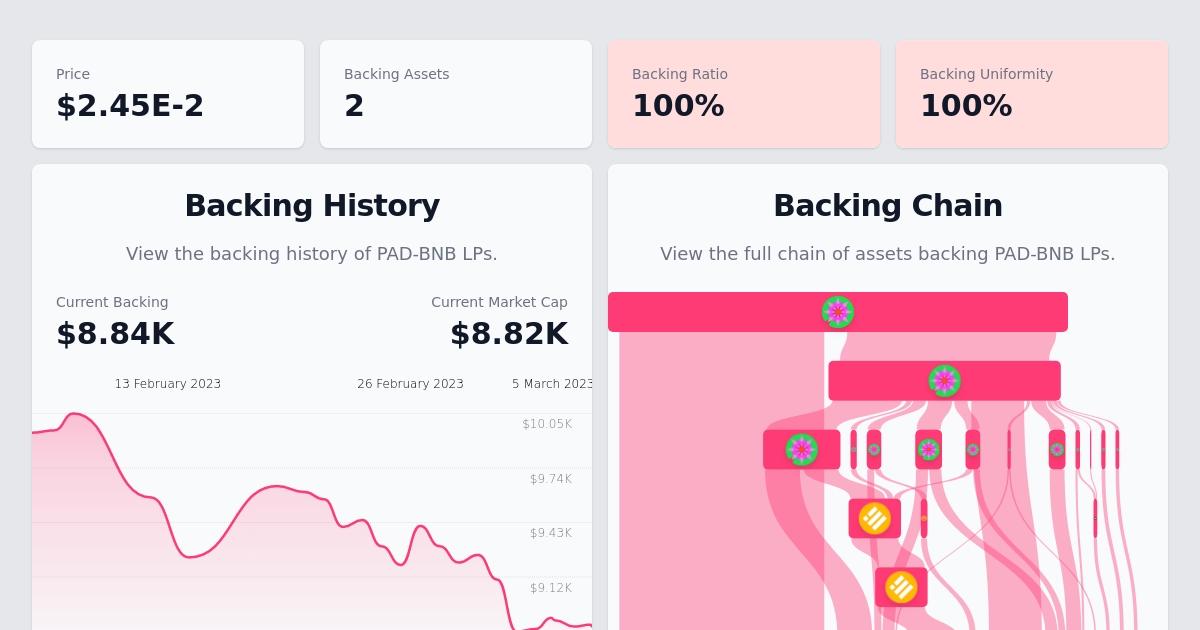 Price
$2.45E-2
Backing Assets
2
Backing Ratio
100%
Backing Uniformity
100%
Backing History
View the backing history of PAD-BNB LPs.
Current Backing
$8.84K
Current Market Cap
$8.82K
13 February 2023
26 February 2023
5 March 2023
$10.05K
$9.74K
$9.43K
$9.12K
Backing Chain
View the full chain of assets backing PAD-BNB LPs.